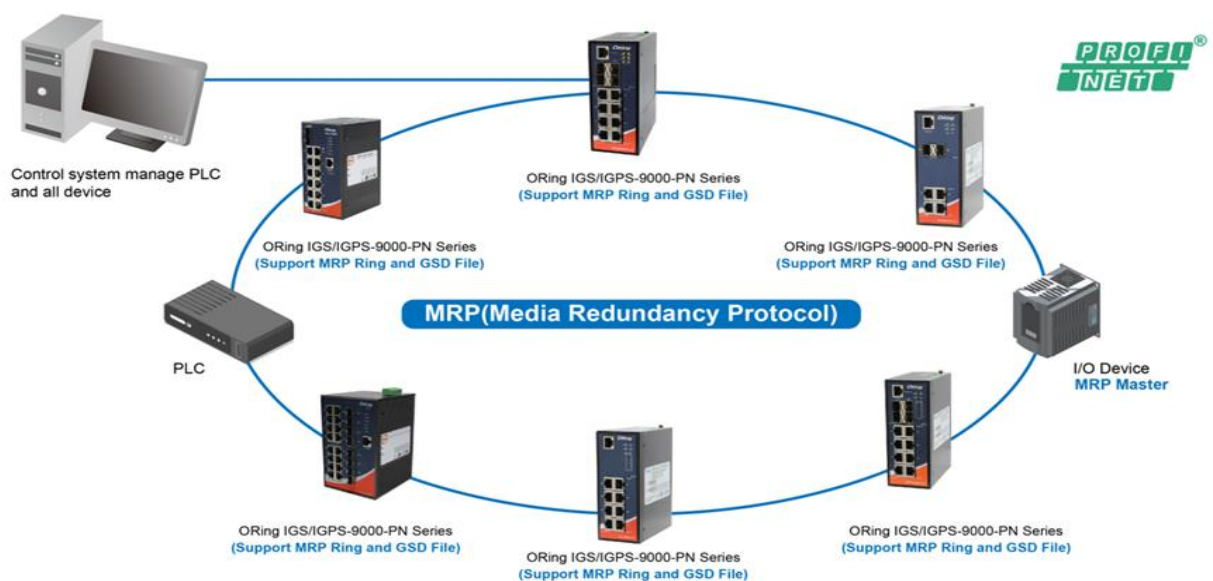 PROFI
NET®
Control system manage PLC
and all device
ORing IGS/IGPS-9000-PN Series
(Support MRP Ring and GSD File)
ORing IGS/IGPS-9000-PN Series
(Support MRP Ring and GSD File)
ORing IGS/IGPS-9000-PN Series
(Support MRP Ring and GSD File)
MRP(Media Redundancy Protocol)
PLC
I/O Device
MRP Master
ORing IGS/IGPS-9000-PN Series
(Support MRP Ring and GSD File)
ORing IGS/IGPS-9000-PN Series
(Support MRP Ring and GSD File)
ORing IGS/IGPS-9000-PN Series
(Support MRP Ring and GSD File)